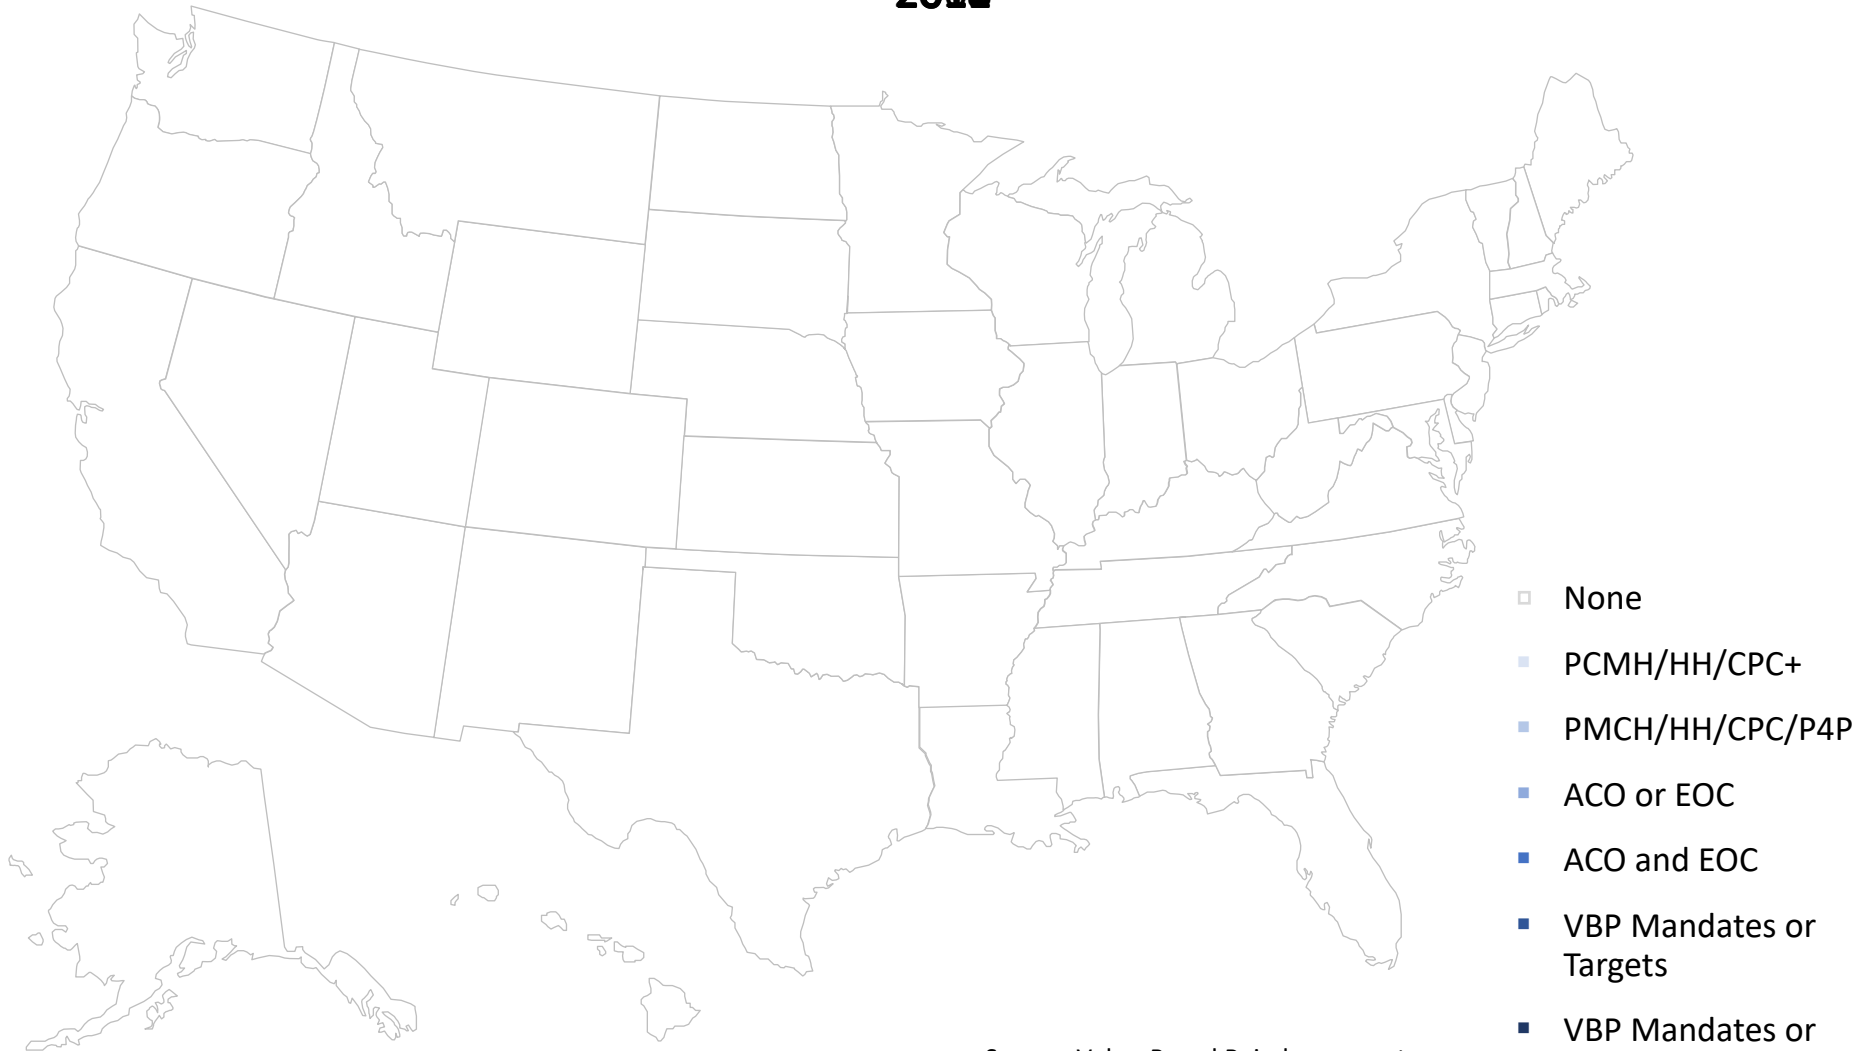 None
PCMH/HH/CPC+
PMCH/HH/CPC/P4P
ACO or EOC
ACO and EOC
VBP Mandates or
Targets
VBP Mandates or